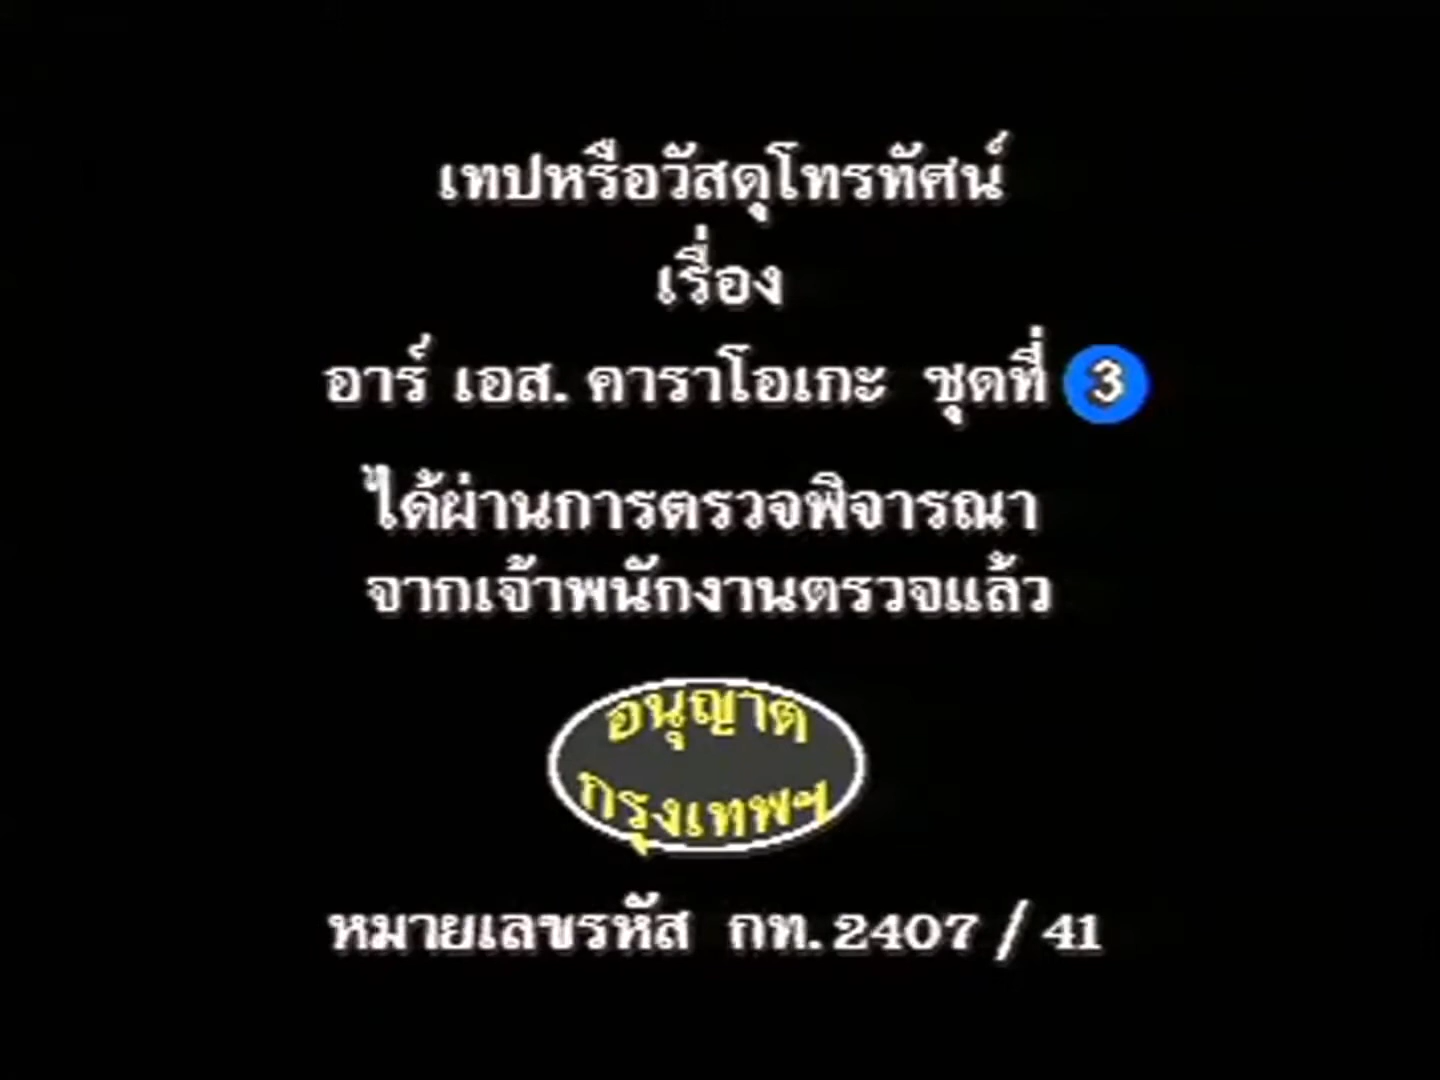 เทปหรือวัสดุโทรทัศน์
เรื่อง
อาร์ เอส. คาราโอเกะ ชุดที่ 3
ได้ผ่านการตรวจพิจารณา
จากเจ้าพนักงานตรวจแล้ว
อนุญาต
กรุงเทพฯ
หมายเลขรหัส กท. 2407 / 41